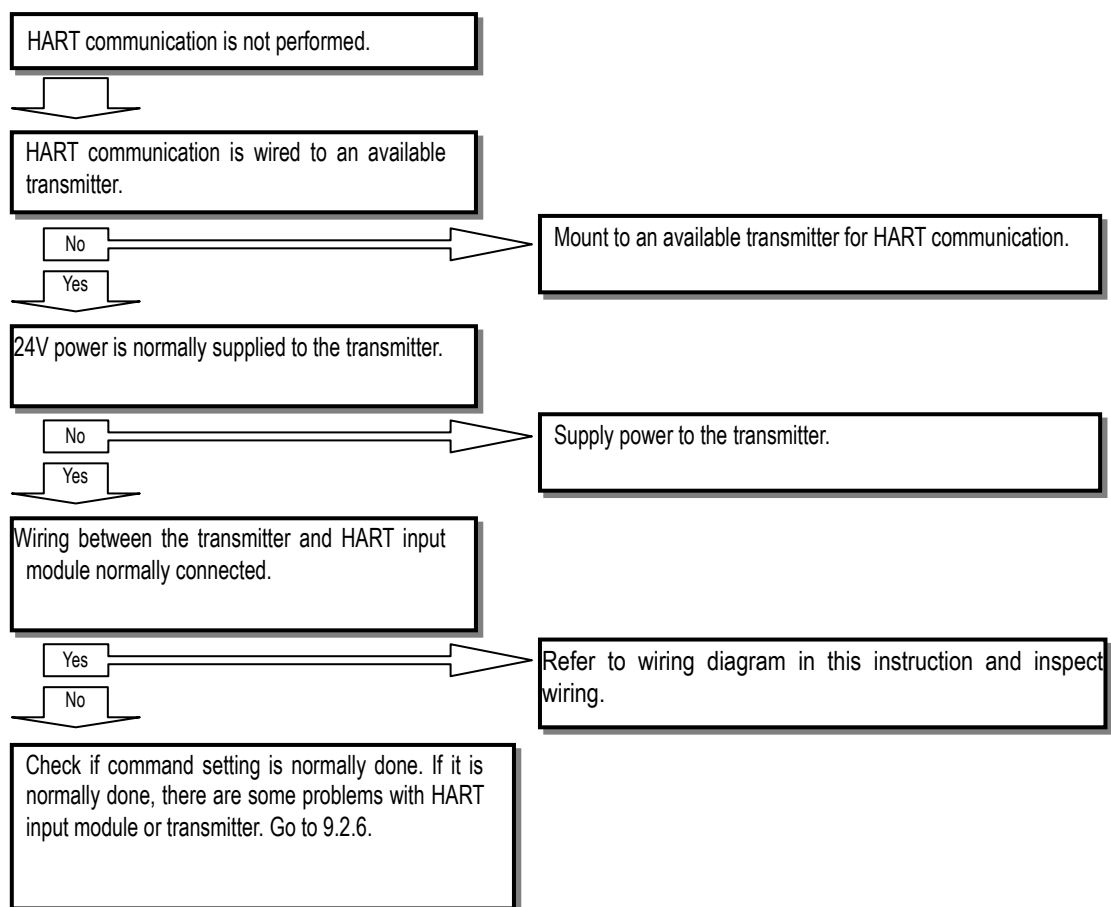 HART communication is not performed.
HART communication is wired to an available
transmitter.
No
Mount to an available transmitter for HART communication.
Yes
24V power is normally supplied to the transmitter.
No
Supply power to the transmitter.
Yes
Wiring between the transmitter and HART input
module normally connected.
Yes
Refer to wiring diagram in this instruction and inspect
wiring.
No
Check if command setting is normally done. If it is
normally done, there are some problems with HART
input module or transmitter. Go to 9.2.6.